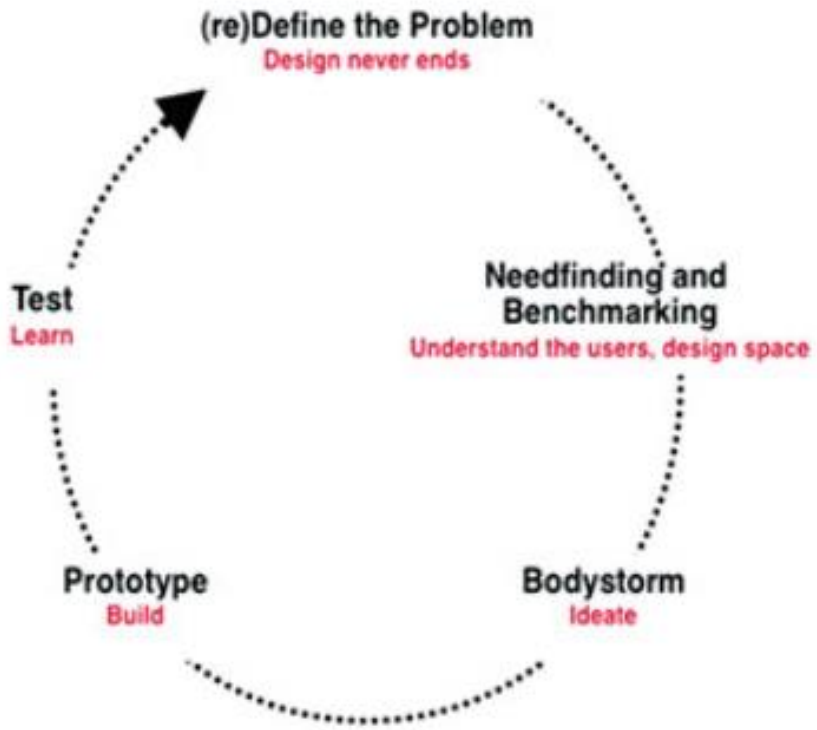 (re)Define the Problem
Design never ends
Needfinding and
Benchmarking
Understand the users, design space
Bodystorm
Ideate
Prototype
Build
Test
Learn